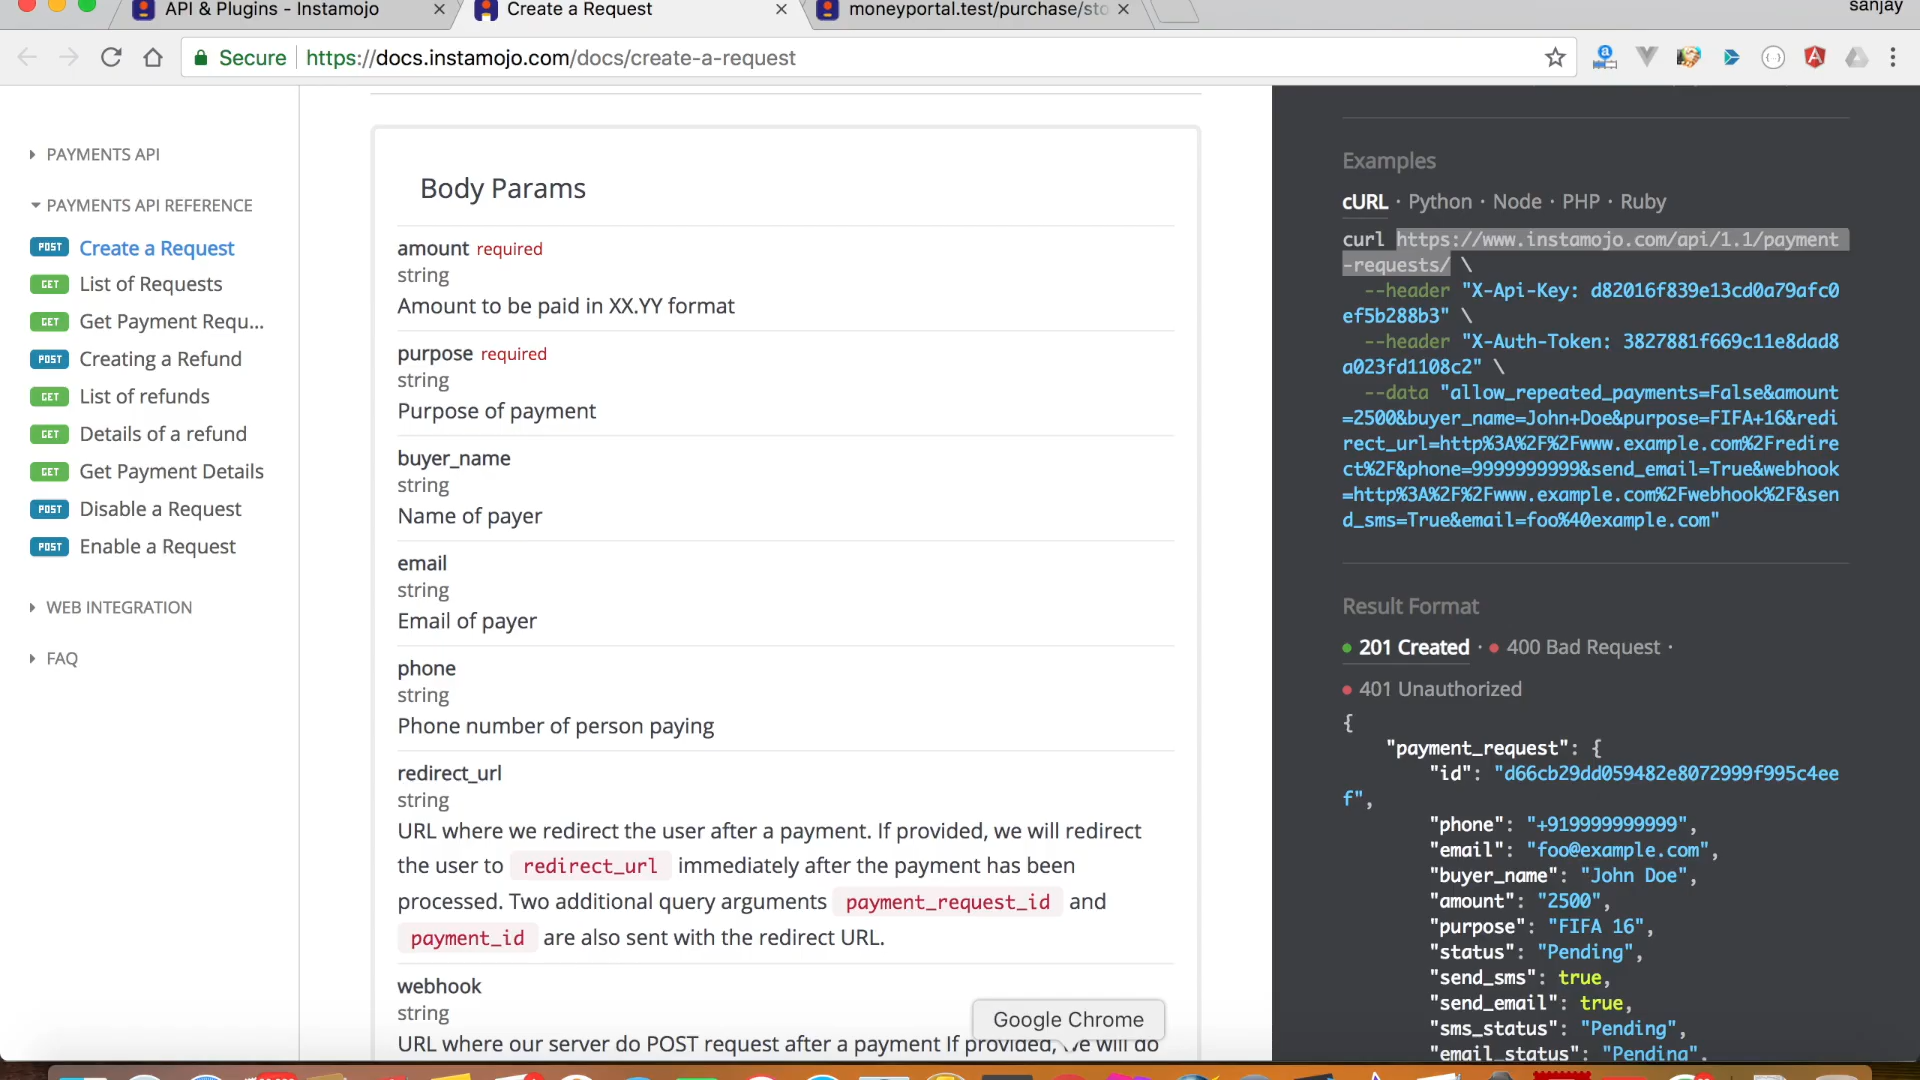 API & Plugins - Instamojo
Create a Request
moneyportal.test/purchase/sto
sanjay
Secure https://docs.instamojo.com/docs/create-a-request
PAYMENTS API
PAYMENTS API REFERENCE
POST Create a Request
GET List of Requests
GET Get Payment Requ...
POST Creating a Refund
GET List of refunds
GET Details of a refund
GET Get Payment Details
POST Disable a Request
POST Enable a Request
WEB INTEGRATION
FAQ
Body Params
amount required
string
Amount to be paid in XX.YY format
purpose required
string
Purpose of payment
buyer_name
string
Name of payer
email
string
Email of payer
phone
string
Phone number of person paying
redirect_url
string
URL where we redirect the user after a payment. If provided, we will redirect
the user to redirect_url immediately after the payment has been
processed. Two additional query arguments payment_request_id and
payment_id are also sent with the redirect URL.
webhook
string
URL where our server do POST request after a payment If provided, we will do
Google Chrome
Examples
cURL · Python · Node · PHP · Ruby
curl https://www.instamojo.com/api/1.1/payment
-requests/ \
--header "X-Api-Key: d82016f839e13cd0a79afc0
ef5b288b3" \
--header "X-Auth-Token: 3827881f669c11e8dad8
a023fd1108c2" \
--data "allow_repeated_payments=False&amount
=2500&buyer_name=John+Doe&purpose=FIFA+16&redi
rect_url=http%3A%2F%2Fwww.example.com%2Fredire
ct%2F&phone=9999999999&send_email=True&webhook
=http%3A%2F%2Fwww.example.com%2Fwebhook%2F&sen
d_sms=True&email=foo%40example.com"
Result Format
201 Created · 400 Bad Request ·
401 Unauthorized
{
"payment_request": {
"id": "d66cb29dd059482e8072999f995c4ee
f",
"phone": "+919999999999",
"email": "foo@example.com",
"buyer_name": "John Doe",
"amount": "2500",
"purpose": "FIFA 16",
"status": "Pending",
"send_sms": true,
"send_email": true,
"sms_status": "Pending",
"email_status": "Pending",